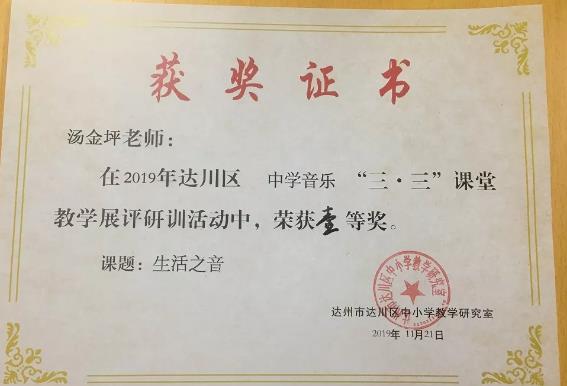 获奖证书
汤金坪老师：
在2019年达川区 中学音乐 “三·三”课堂
教学展评研训活动中，荣获壹等奖。
课题：生活之音
达州市达川区中小学教学研究室
2019年11月21日